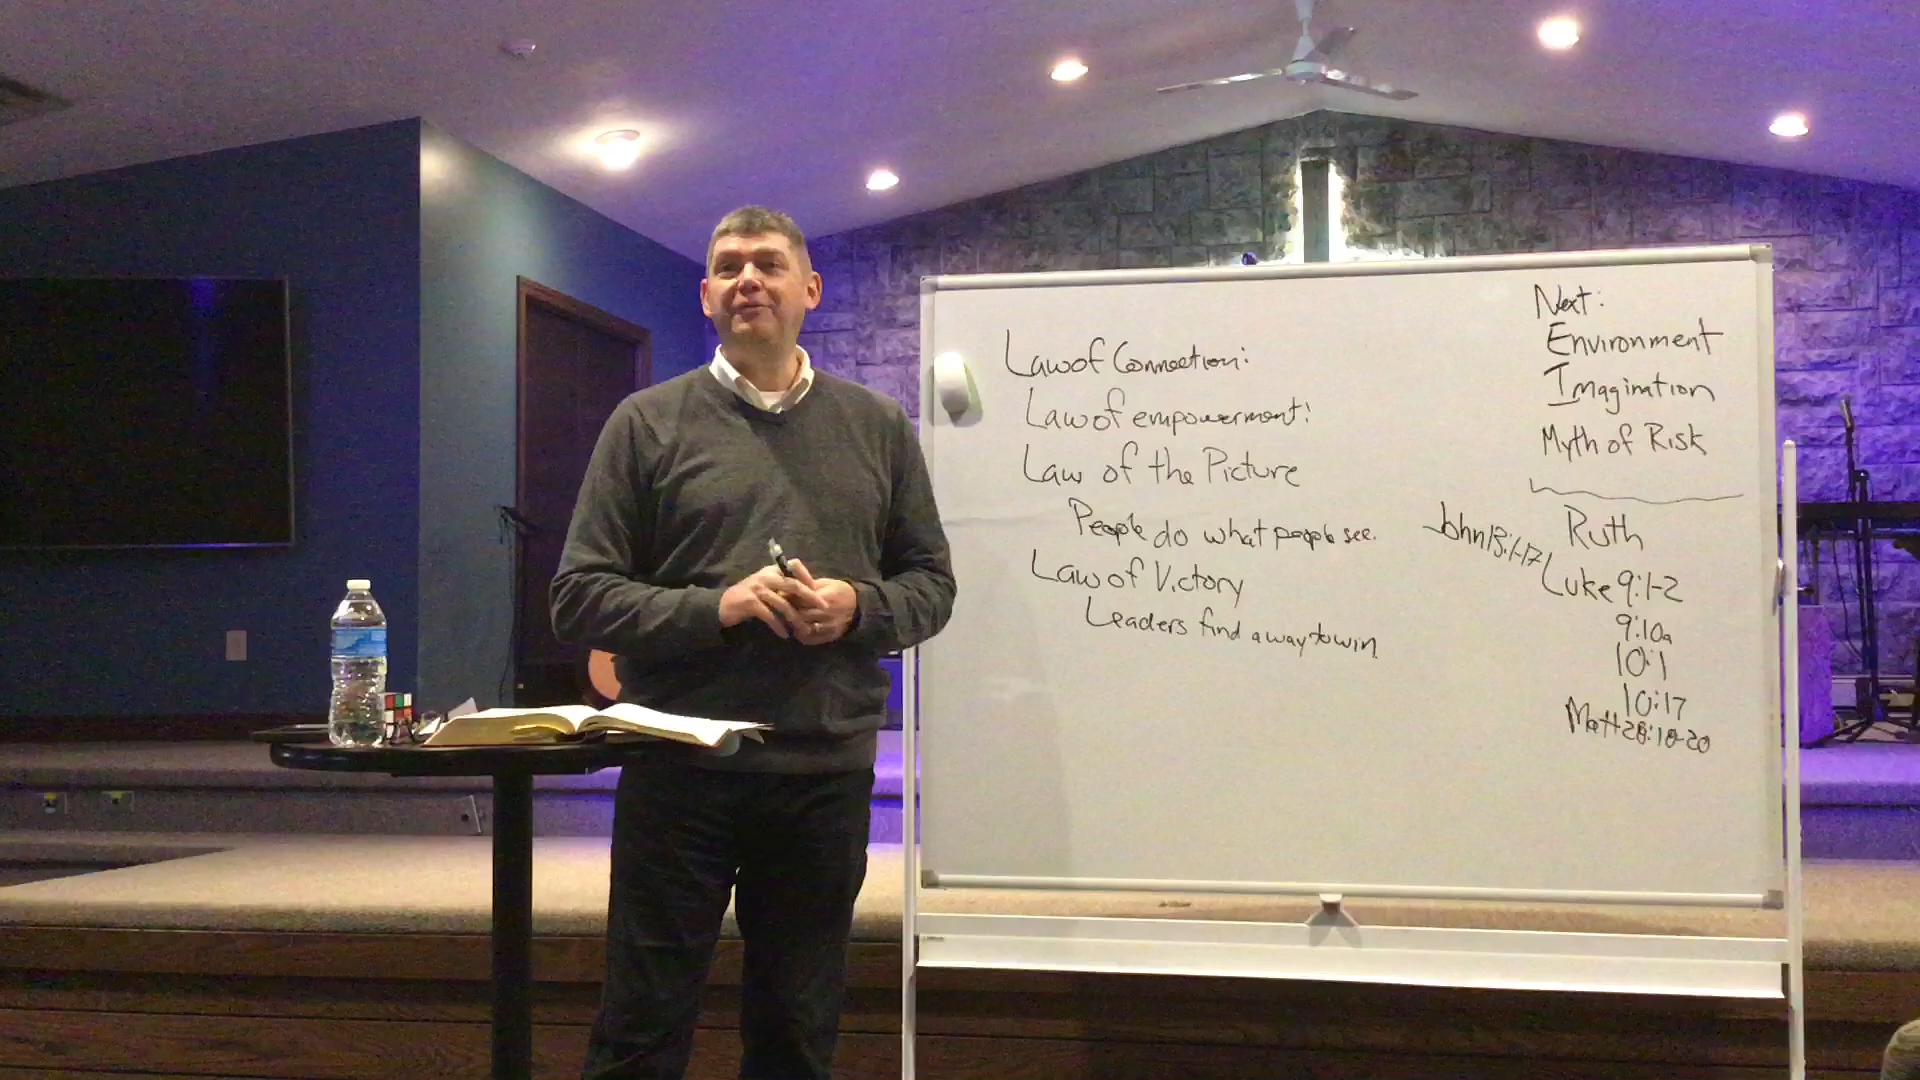 Law of Connection:
Law of empowerment:
Law of the Picture
People do what people see.
Law of Victory
Leaders find a way to win
Next:
Environment
Imagination
Myth of Risk
Ruth
John 13:1-17
Luke 9:1-2
9:10a
10:1
10:17
Matt 28:18-20